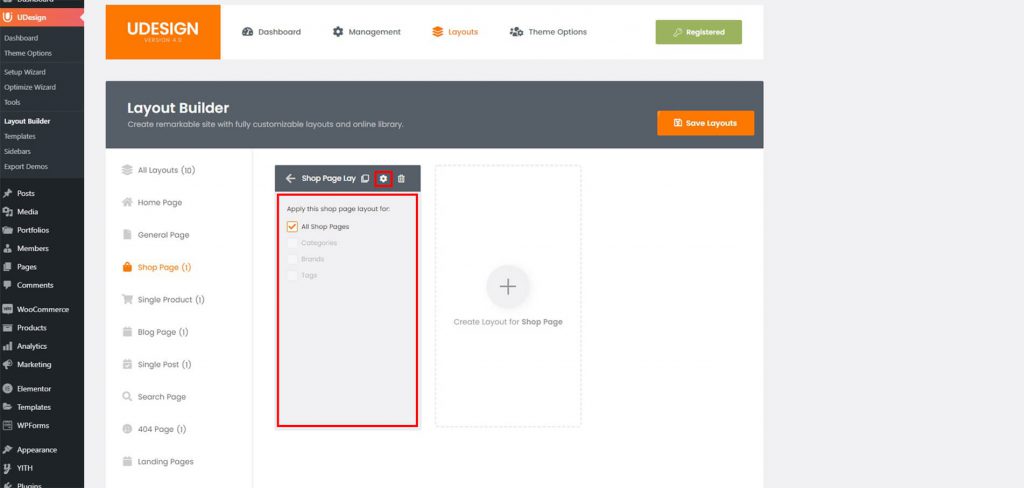 Dashboard
UDesign
Dashboard
Theme Options
Setup Wizard
Optimize Wizard
Tools
Layout Builder
Templates
Sidebars
Export Demos
Posts
Media
Portfolios
Members
Pages
Comments
WooCommerce
Products
Analytics
Marketing
Elementor
Templates
WPForms
Appearance
YITH
Plugins
UDESIGN
VERSION 4.0
Dashboard
Management
Layouts
Theme Options
Registered
Layout Builder
Create remarkable site with fully customizable layouts and online library.
Save Layouts
All Layouts (10)
Home Page
General Page
Shop Page (1)
Single Product (1)
Blog Page (1)
Single Post (1)
Search Page
404 Page (1)
Landing Pages
Shop Page Lay
Apply this shop page layout for:
All Shop Pages
Categories
Brands
Tags
Create Layout for Shop Page